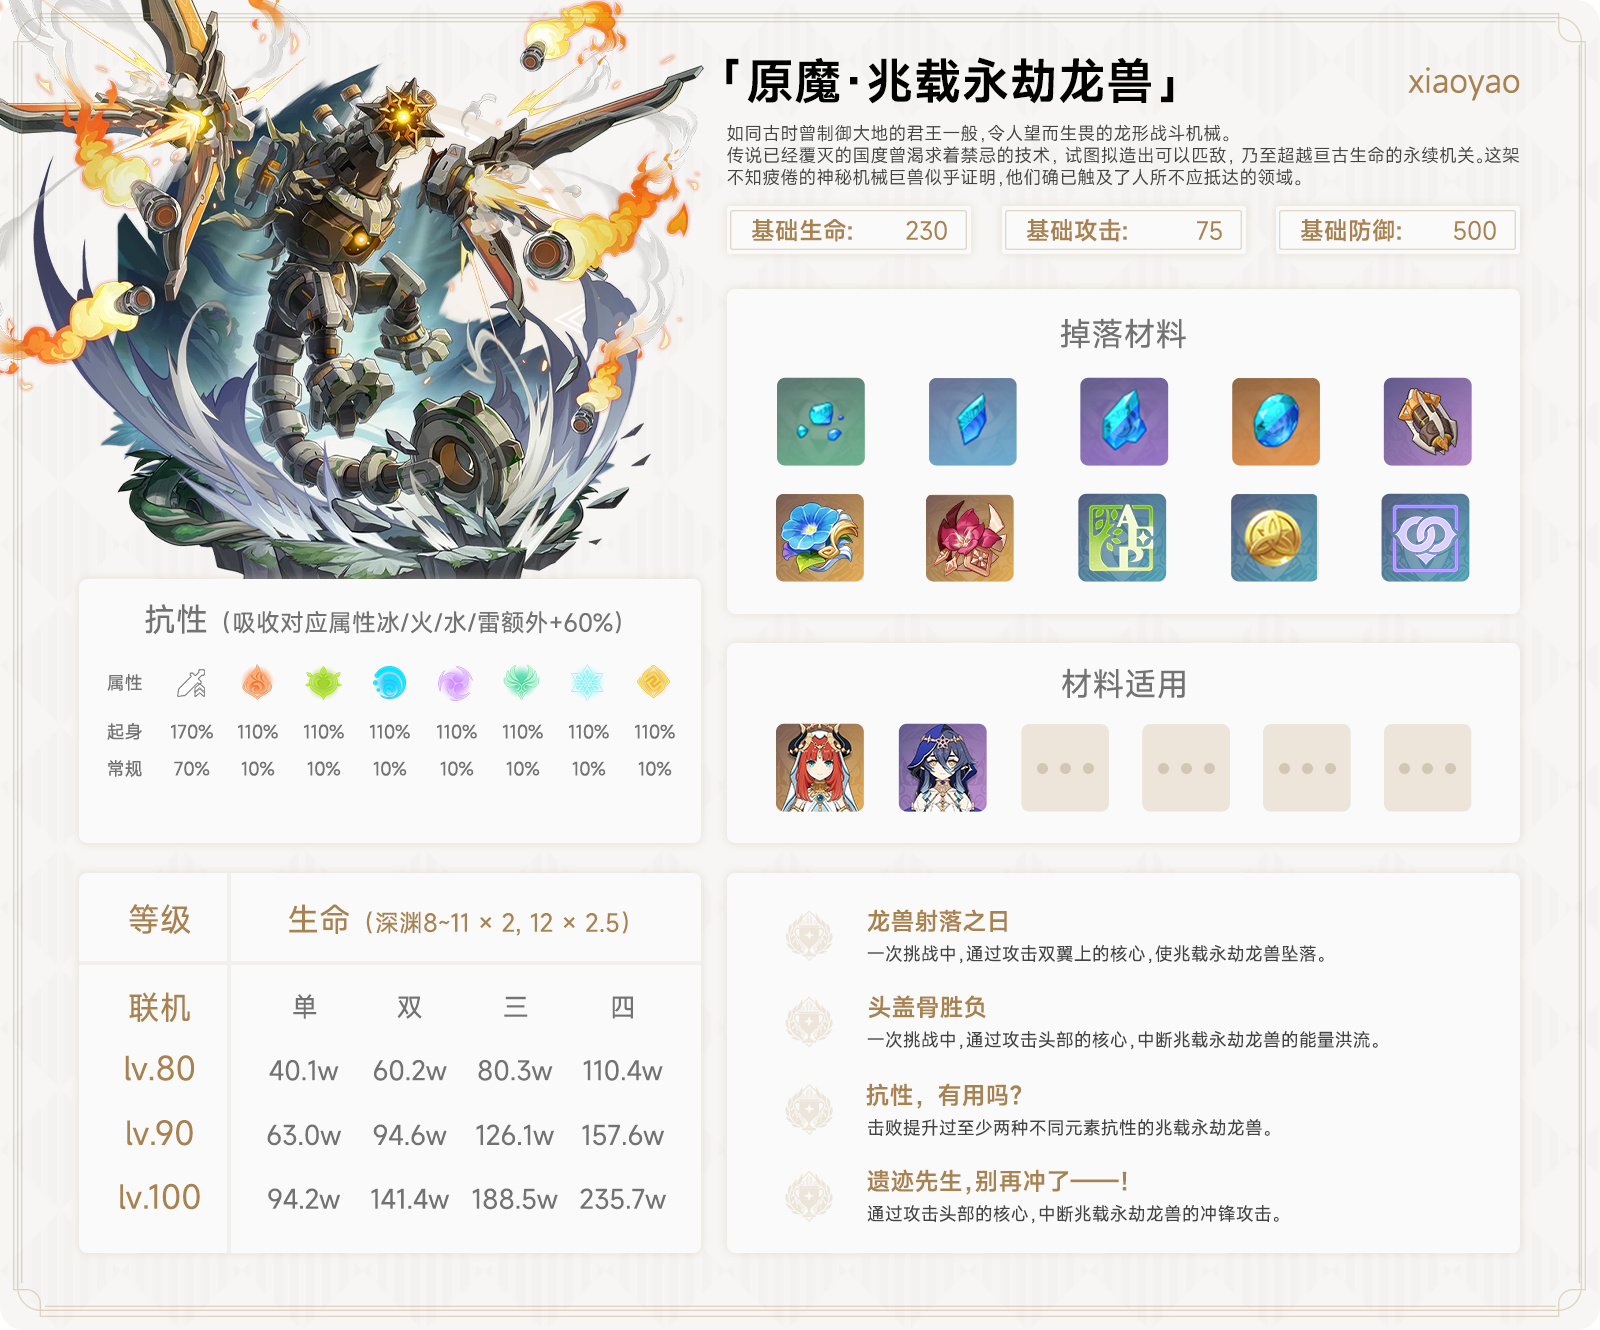 「原魔·兆载永劫龙兽」
xiaoyao
如同古时曾制御大地的君王一般,令人望而生畏的龙形战斗机械。
传说已经覆灭的国度曾渴求着禁忌的技术, 试图拟造出可以匹敌, 乃至超越亘古生命的永续机关。这架
不知疲倦的神秘机械巨兽似乎证明,他们确已触及了人所不应抵达的领域。
基础生命: 230
基础攻击: 75
基础防御: 500
掉落材料
AED
抗性（吸收对应属性冰/火/水/雷额外+60%）
属性
起身 170% 110% 110% 110% 110% 110% 110% 110%
常规 70% 10% 10% 10% 10% 10% 10% 10%
材料适用
等级 生命（深渊8~11 × 2, 12 × 2.5）
联机 单 双 三 四
lv.80 40.1w 60.2w 80.3w 110.4w
lv.90 63.0w 94.6w 126.1w 157.6w
lv.100 94.2w 141.4w 188.5w 235.7w
龙兽射落之日
一次挑战中,通过攻击双翼上的核心,使兆载永劫龙兽坠落。
头盖骨胜负
一次挑战中,通过攻击头部的核心,中断兆载永劫龙兽的能量洪流。
抗性，有用吗?
击败提升过至少两种不同元素抗性的兆载永劫龙兽。
遗迹先生,别再冲了——!
通过攻击头部的核心,中断兆载永劫龙兽的冲锋攻击。